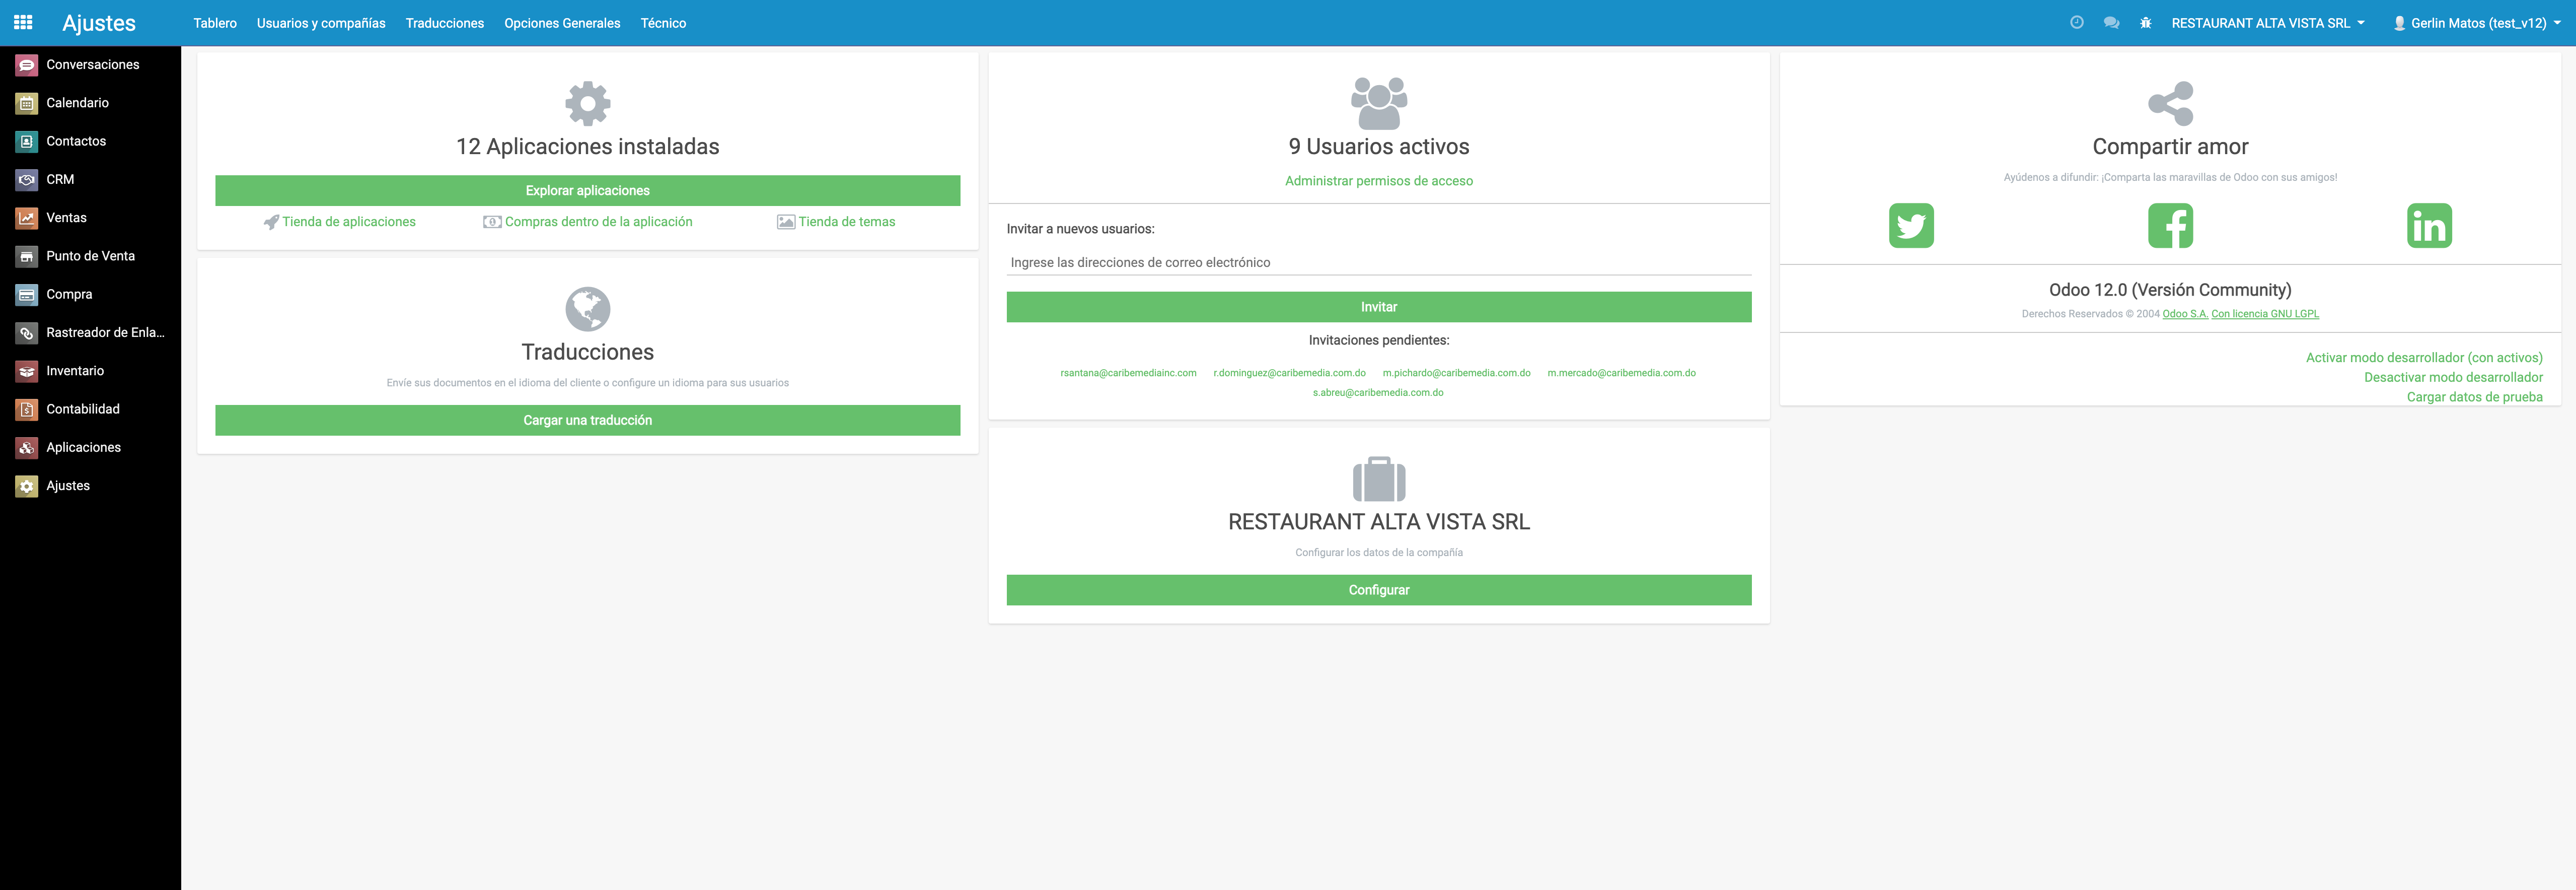 Ajustes
Tablero
Usuarios y compañías
Traducciones
Opciones Generales
Técnico
RESTAURANT ALTA VISTA SRL
Gerlin Matos (test_v12)
Conversaciones
Calendario
Contactos
CRM
Ventas
Punto de Venta
Compra
Rastreador de Enla...
Inventario
Contabilidad
Aplicaciones
Ajustes
12 Aplicaciones instaladas
Explorar aplicaciones
Tienda de aplicaciones
Compras dentro de la aplicación
Tienda de temas
Traducciones
Envíe sus documentos en el idioma del cliente o configure un idioma para sus usuarios
Cargar una traducción
9 Usuarios activos
Administrar permisos de acceso
Invitar a nuevos usuarios:
Ingrese las direcciones de correo electrónico
Invitar
Invitaciones pendientes:
rsantana@caribemediainc.com r.dominguez@caribemedia.com.do m.pichardo@caribemedia.com.do m.mercado@caribemedia.com.do
s.abreu@caribemedia.com.do
RESTAURANT ALTA VISTA SRL
Configurar los datos de la compañía
Configurar
Compartir amor
Ayúdenos a difundir: ¡Comparta las maravillas de Odoo con sus amigos!
Odoo 12.0 (Versión Community)
Derechos Reservados © 2004 Odoo S.A. Con licencia GNU LGPL
Activar modo desarrollador (con activos)
Desactivar modo desarrollador
Cargar datos de prueba